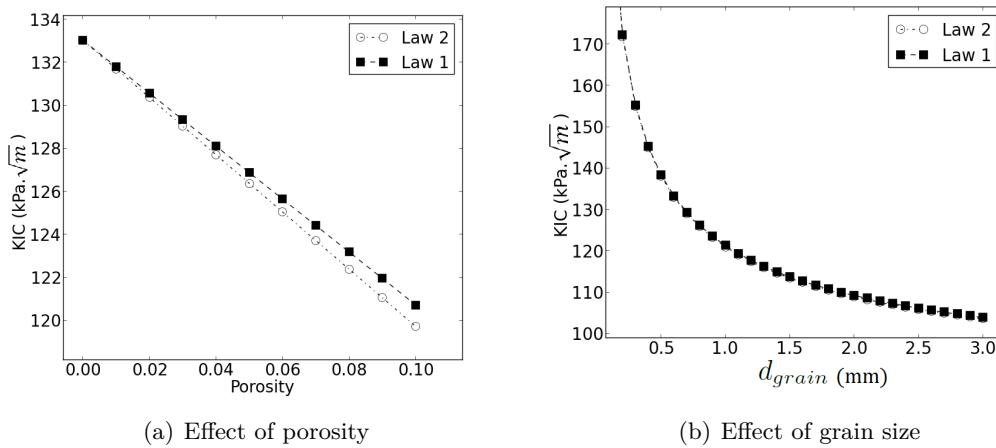 134
132
130
128
126
124
122
120
KIC (kPa.√m)
Law 2
Law 1
0.00 0.02 0.04 0.06 0.08 0.10
Porosity
(a) Effect of porosity
170
160
150
140
130
120
110
100
KIC (kPa.√m)
Law 2
Law 1
0.5 1.0 1.5 2.0 2.5 3.0
d_grain (mm)
(b) Effect of grain size